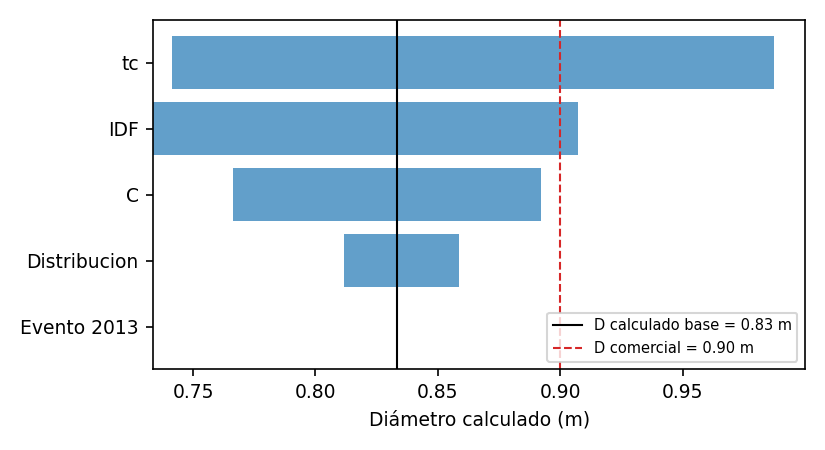 tc
IDF
C
Distribucion
Evento 2013
D calculado base = 0.83 m
D comercial = 0.90 m
0.75 0.80 0.85 0.90 0.95
Diámetro calculado (m)